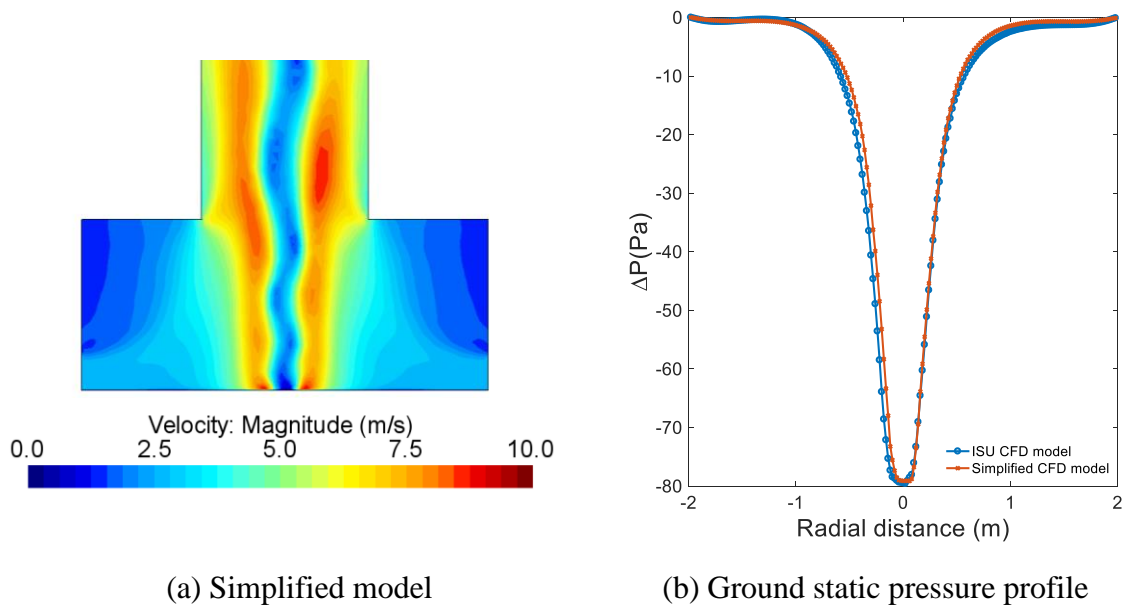 Velocity: Magnitude (m/s)
0.0 2.5 5.0 7.5 10.0
(a) Simplified model
0
-10
-20
-30
-40
-50
-60
-70
-80
ΔP(Pa)
-2 -1 0 1 2
Radial distance (m)
ISU CFD model
Simplified CFD model
(b) Ground static pressure profile